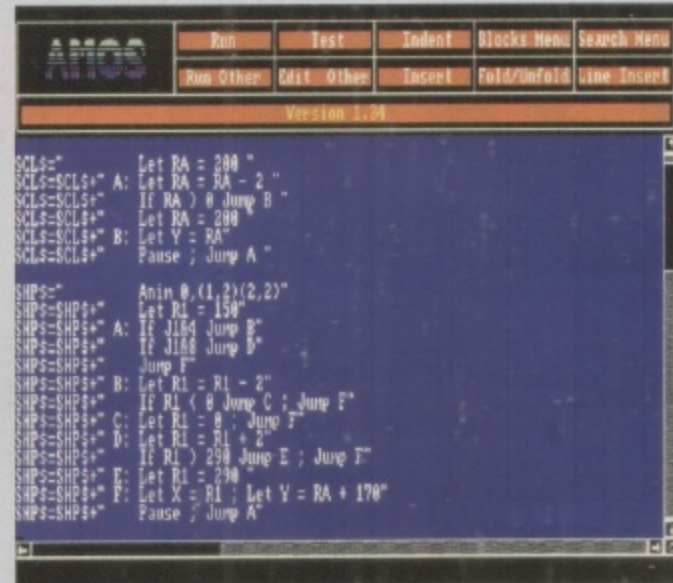 AMOS
Run Test Indent Blocks Menu Search Menu
Run Other Edit Other Insert Fold/Unfold Line Insert
Version 1.34
SCL$="      Let RA = 200 "
SCL$=SCL$+" A: Let RA = RA - 2 "
SCL$=SCL$+"    If RA > 0 Jump B "
SCL$=SCL$+"    Let RA = 200 "
SCL$=SCL$+" B: Let Y = RA"
SCL$=SCL$+"    Pause ; Jump A "
SHP$="      Anim 0,(1,2)(2,2)"
SHP$=SHP$+"    Let R1 = 150"
SHP$=SHP$+" A: If J1&4 Jump B"
SHP$=SHP$+"    If J1&8 Jump D"
SHP$=SHP$+"    Jump F"
SHP$=SHP$+" B: Let R1 = R1 - 2"
SHP$=SHP$+"    If R1 < 0 Jump C ; Jump F"
SHP$=SHP$+" C: Let R1 = 0 ; Jump F"
SHP$=SHP$+" D: Let R1 = R1 + 2"
SHP$=SHP$+"    If R1 > 290 Jump E ; Jump F"
SHP$=SHP$+" E: Let R1 = 290 "
SHP$=SHP$+" F: Let X = R1 ; Let Y = RA + 170"
SHP$=SHP$+"    Pause ; Jump A"